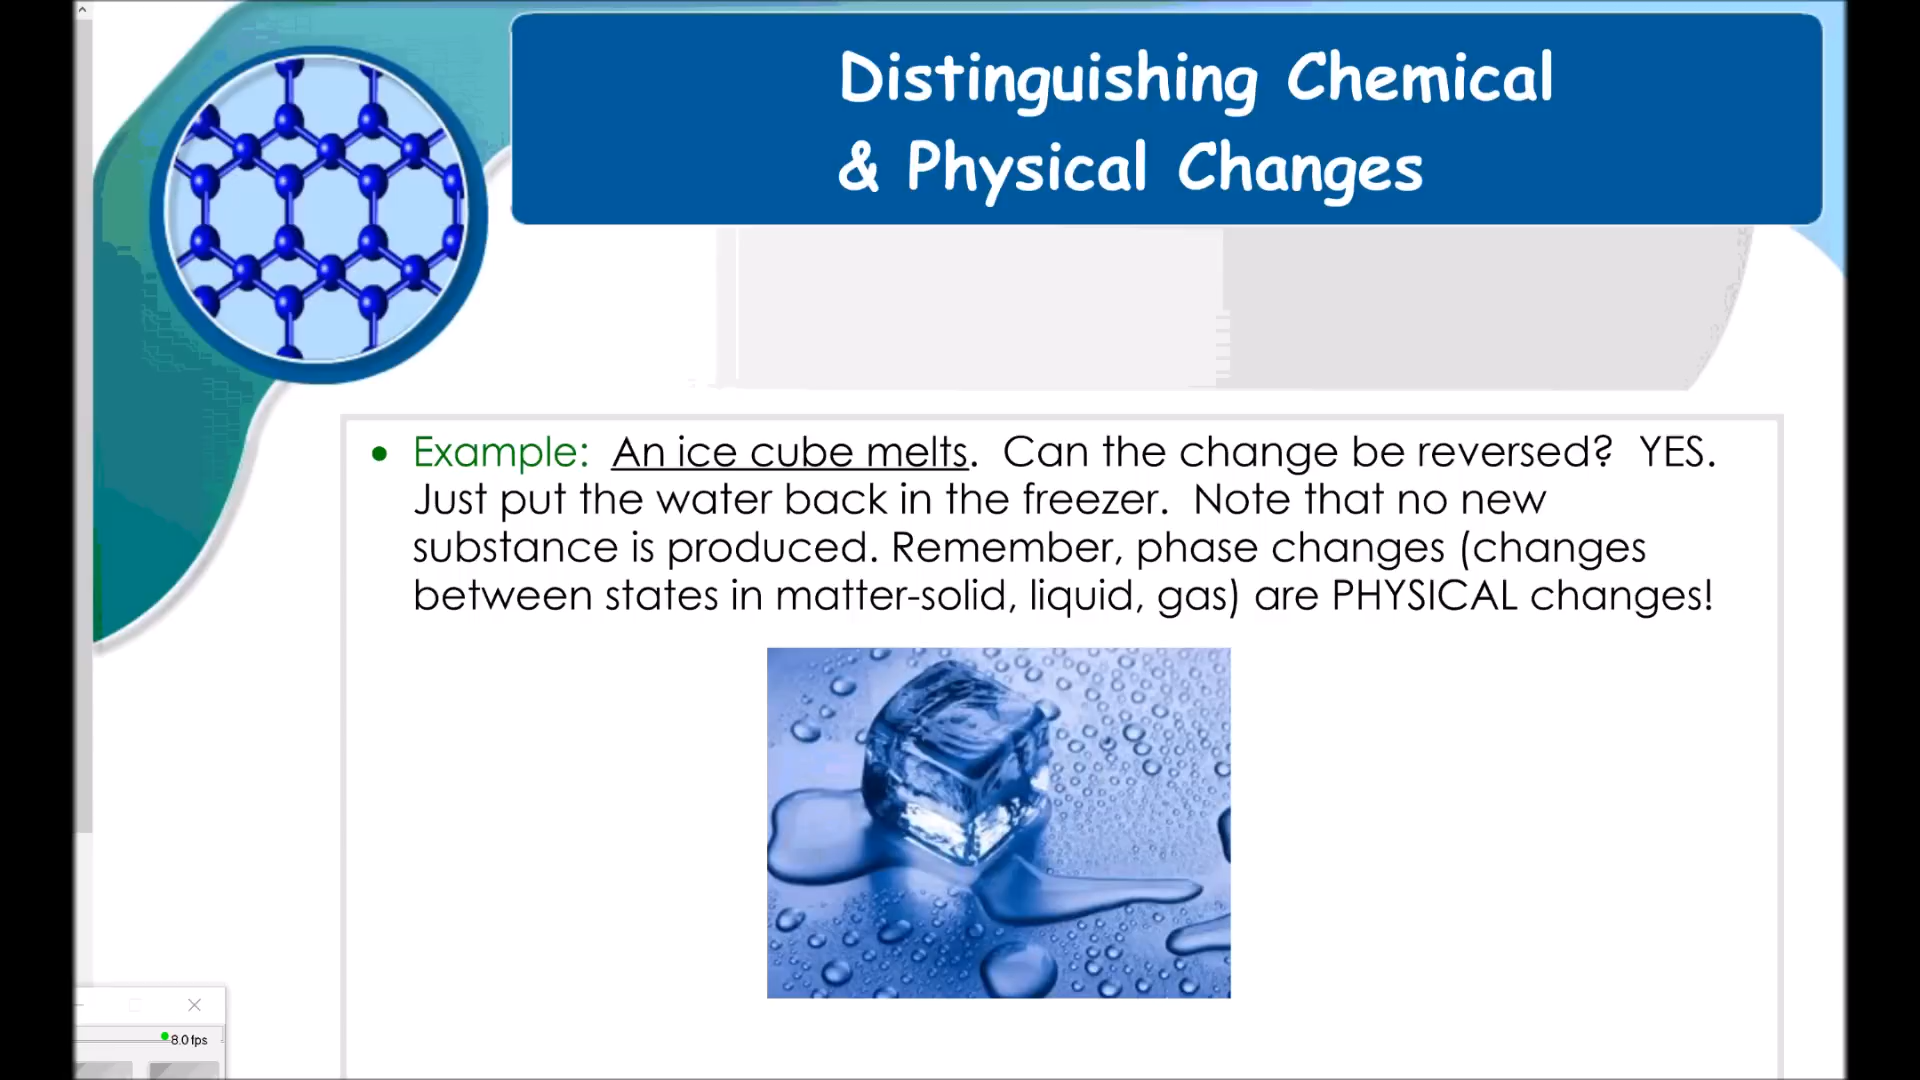 Distinguishing Chemical
& Physical Changes
• Example: An ice cube melts. Can the change be reversed? YES.
Just put the water back in the freezer. Note that no new
substance is produced. Remember, phase changes (changes
between states in matter-solid, liquid, gas) are PHYSICAL changes!
8.0 fps